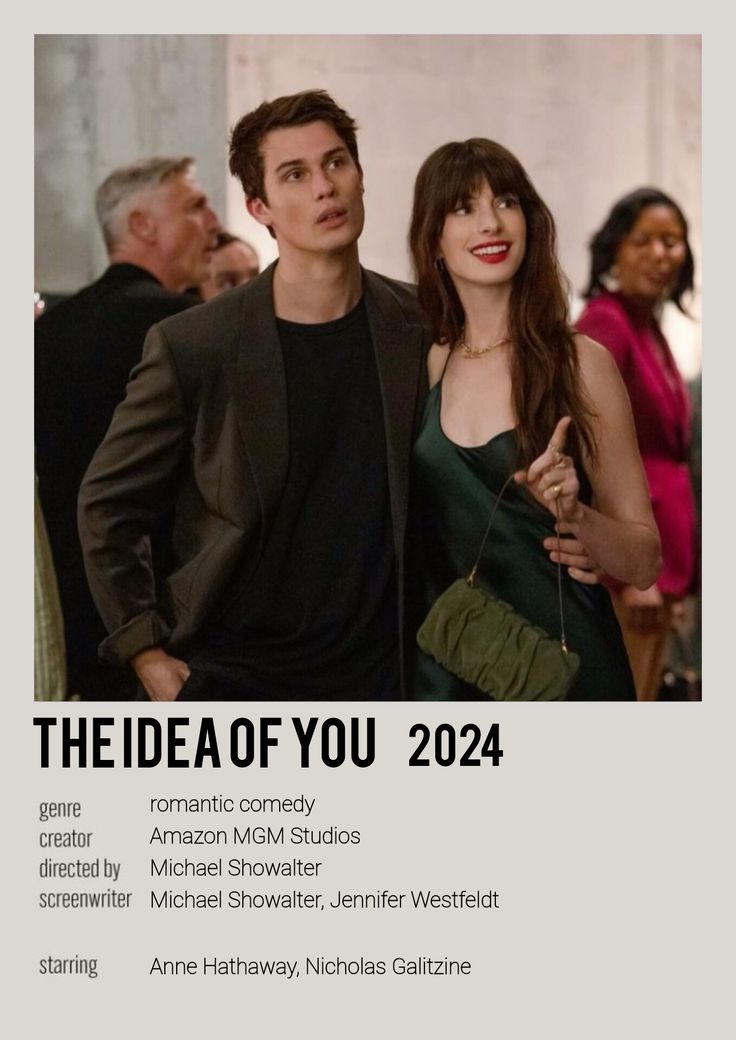 THE IDEA OF YOU 2024
genre romantic comedy
creator Amazon MGM Studios
directed by Michael Showalter
screenwriter Michael Showalter, Jennifer Westfeldt
starring Anne Hathaway, Nicholas Galitzine